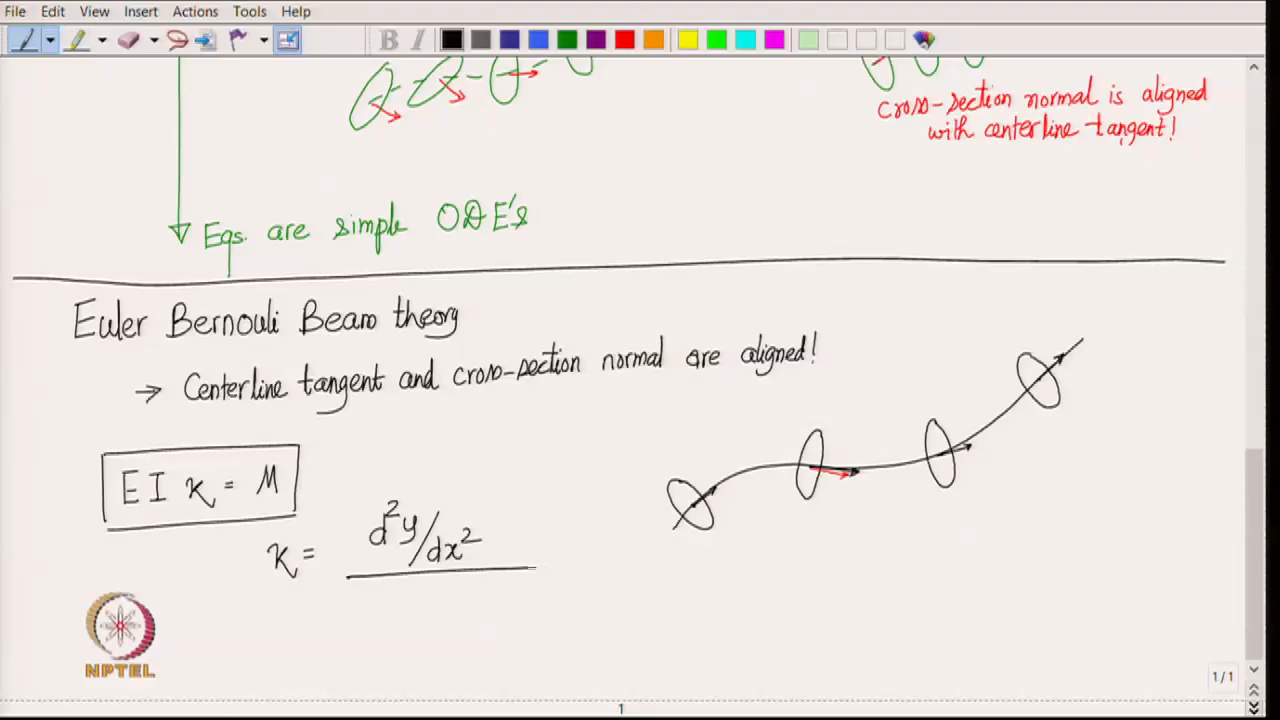 File Edit View Insert Actions Tools Help
B I
cross-section normal is aligned
with centerline tangent!
Eqs. are simple ODE's
Euler Bernouli Beam theory
→ Centerline tangent and cross-section normal are aligned!
EI κ = M
κ = d²y/dx²
NPTEL
1/1
1